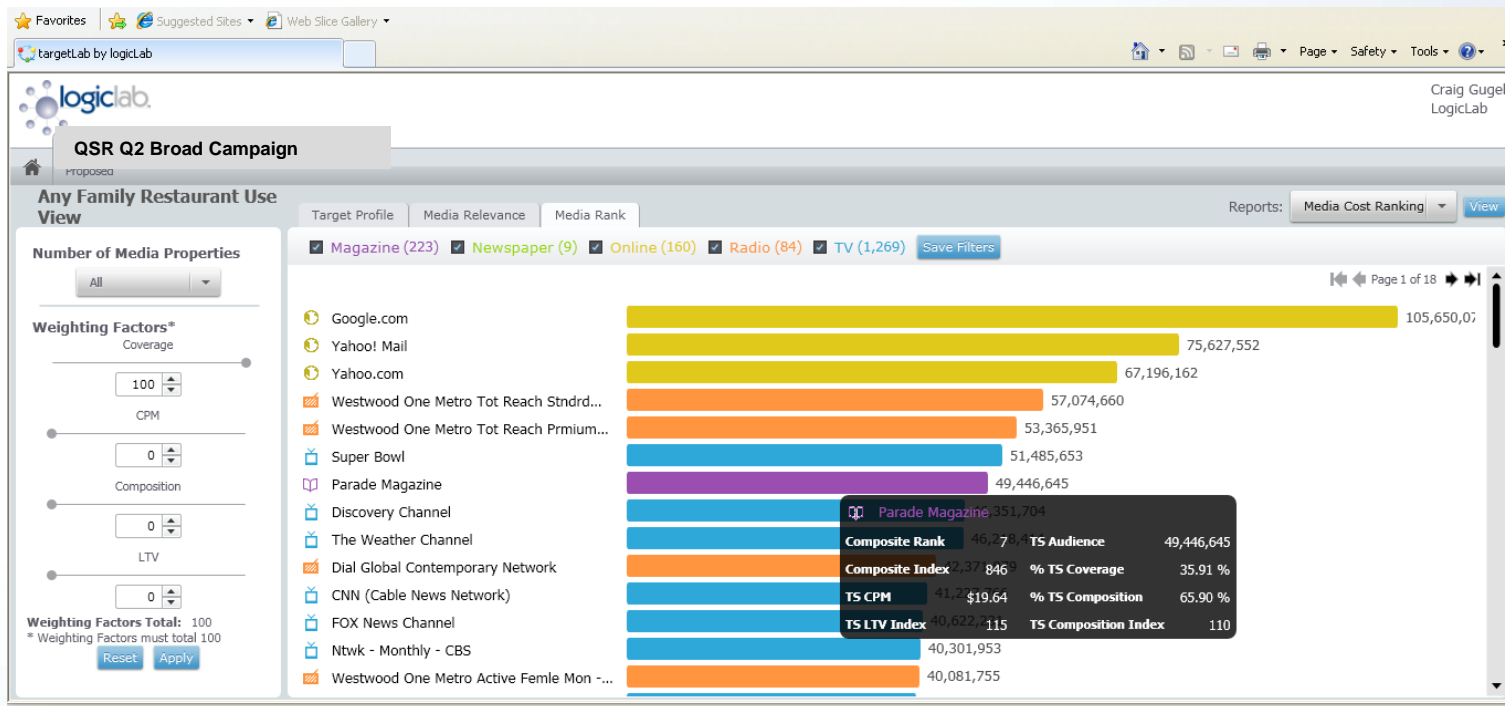 Favorites Suggested Sites Web Slice Gallery
targetLab by logicLab Page Safety Tools
logiclab. Craig Gugel
LogicLab
QSR Q2 Broad Campaign
Proposed
Any Family Restaurant Use
View
Target Profile Media Relevance Media Rank Reports: Media Cost Ranking View
Magazine (223) Newspaper (9) Online (160) Radio (84) TV (1,269) Save Filters
Number of Media Properties
All
Page 1 of 18
Weighting Factors*
Coverage
100
CPM
0
Composition
0
LTV
0
Weighting Factors Total: 100
* Weighting Factors must total 100
Reset Apply
Google.com 105,650,07
Yahoo! Mail 75,627,552
Yahoo.com 67,196,162
Westwood One Metro Tot Reach Stndrd... 57,074,660
Westwood One Metro Tot Reach Prmium... 53,365,951
Super Bowl 51,485,653
Parade Magazine 49,446,645
Discovery Channel
The Weather Channel
Dial Global Contemporary Network
CNN (Cable News Network)
FOX News Channel
Ntwk - Monthly - CBS 40,301,953
Westwood One Metro Active Femle Mon -... 40,081,755
Parade Magazine
Composite Rank 7 TS Audience 49,446,645
Composite Index 846 % TS Coverage 35.91 %
TS CPM $19.64 % TS Composition 65.90 %
TS LTV Index 115 TS Composition Index 110